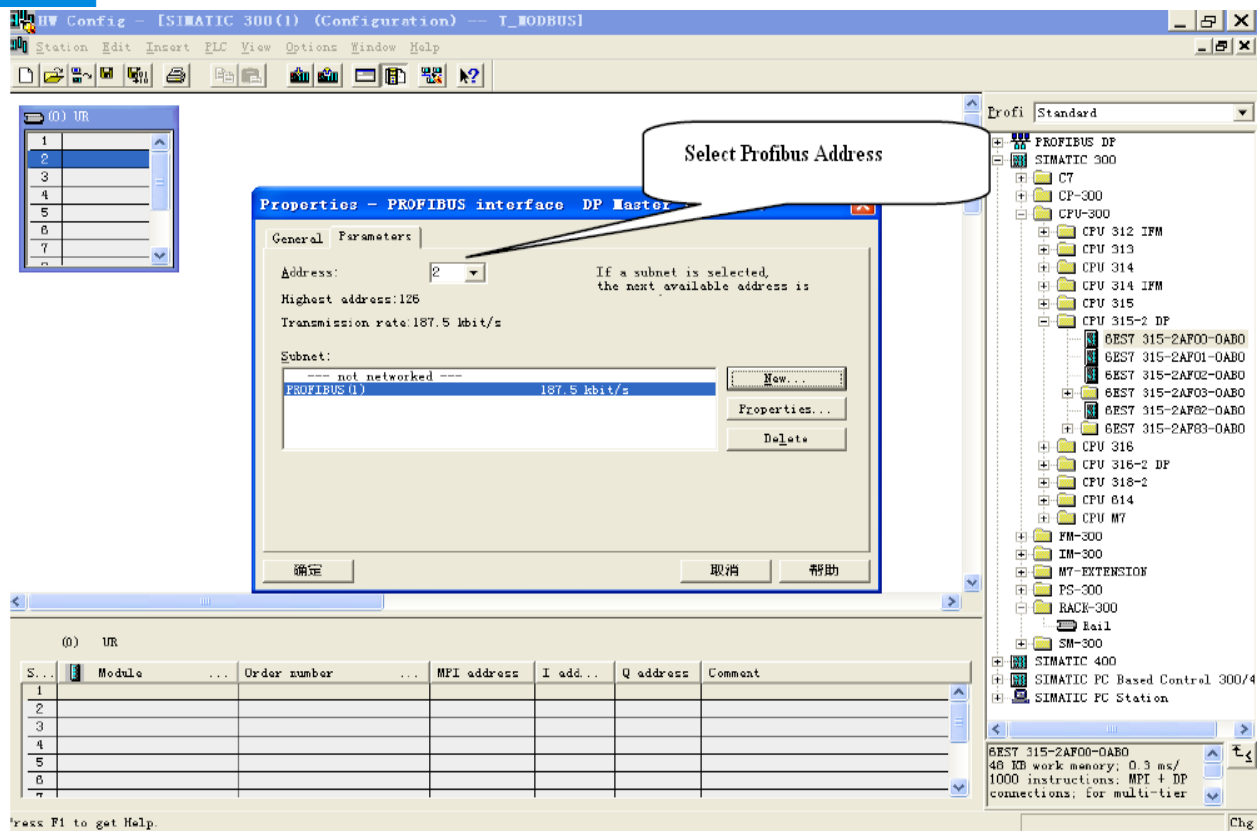 HW Config - [SIMATIC 300(1) (Configuration) -- T_MODBUS]
Station Edit Insert PLC View Options Window Help
(0) UR
1
2
3
4
5
6
7
Select Profibus Address
Properties - PROFIBUS interface DP Master
General Parameters
Address: 2
If a subnet is selected,
the next available address is
Highest address:126
Transmission rate:187.5 kbit/s
Subnet:
--- not networked ---
PROFIBUS(1) 187.5 kbit/s
New...
Properties...
Delete
确定 取消 帮助
Profi Standard
PROFIBUS DP
SIMATIC 300
C7
CP-300
CPU-300
CPU 312 IFM
CPU 313
CPU 314
CPU 314 IFM
CPU 315
CPU 315-2 DP
6ES7 315-2AF00-0AB0
6ES7 315-2AF01-0AB0
6ES7 315-2AF02-0AB0
6ES7 315-2AF03-0AB0
6ES7 315-2AF82-0AB0
6ES7 315-2AF83-0AB0
CPU 316
CPU 316-2 DP
CPU 318-2
CPU 614
CPU M7
FM-300
IM-300
M7-EXTENSION
PS-300
RACK-300
Rail
SM-300
SIMATIC 400
SIMATIC PC Based Control 300/4
SIMATIC PC Station
6ES7 315-2AF00-0AB0
48 KB work memory; 0.3 ms/
1000 instructions; MPI + DP
connections; for multi-tier
(0) UR
S... Module ... Order number ... MPI address I add... Q address Comment
1
2
3
4
5
6
7
Press F1 to get Help. Chg